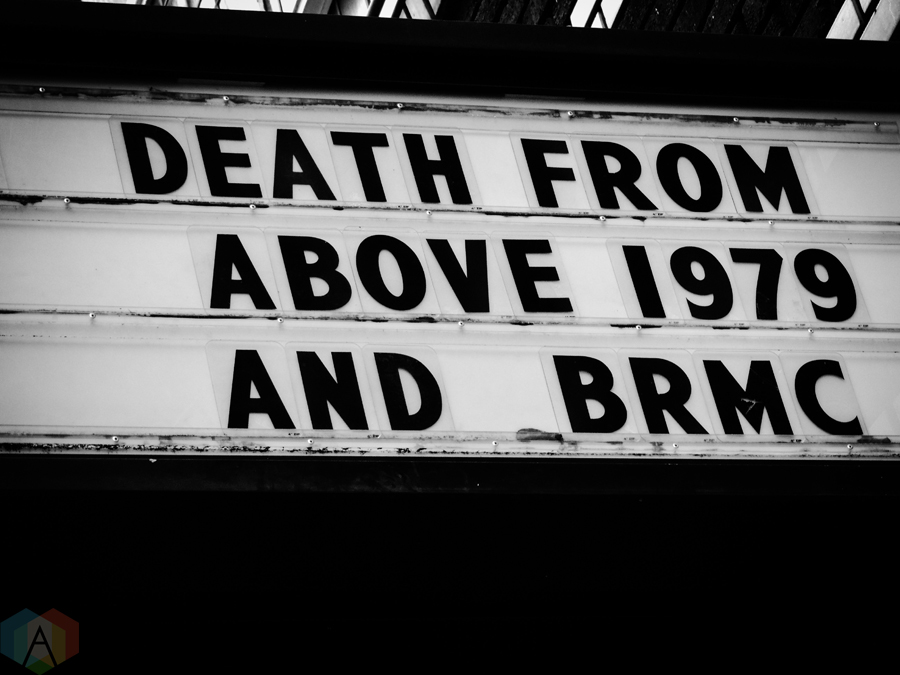 DEATH FROM
ABOVE 1979
AND BRMC
A